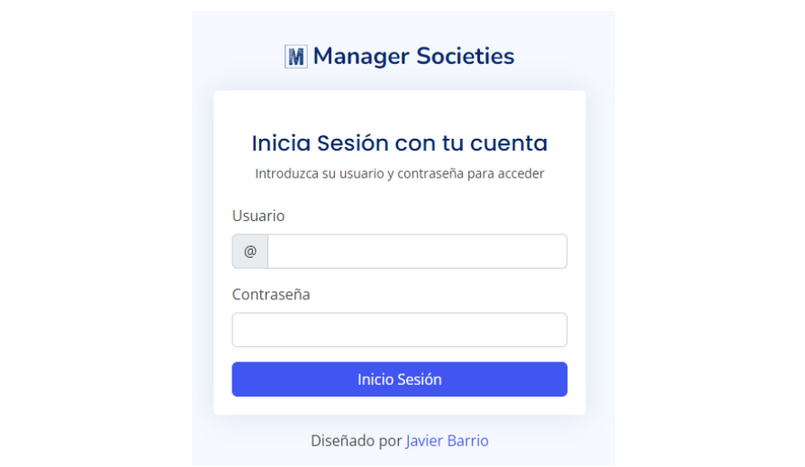 M Manager Societies
Inicia Sesión con tu cuenta
Introduzca su usuario y contraseña para acceder
Usuario
@
Contraseña
Inicio Sesión
Diseñado por Javier Barrio